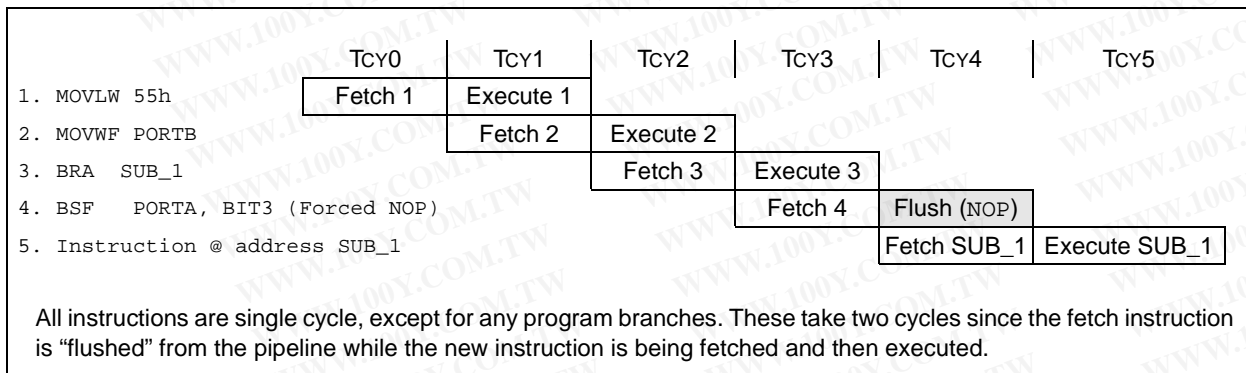 TCY0 TCY1 TCY2 TCY3 TCY4 TCY5
1. MOVLW 55h Fetch 1 Execute 1
2. MOVWF PORTB Fetch 2 Execute 2
3. BRA SUB_1 Fetch 3 Execute 3
4. BSF PORTA, BIT3 (Forced NOP) Fetch 4 Flush (NOP)
5. Instruction @ address SUB_1 Fetch SUB_1 Execute SUB_1
All instructions are single cycle, except for any program branches. These take two cycles since the fetch instruction
is “flushed” from the pipeline while the new instruction is being fetched and then executed.
WWW.100Y.COM.TW